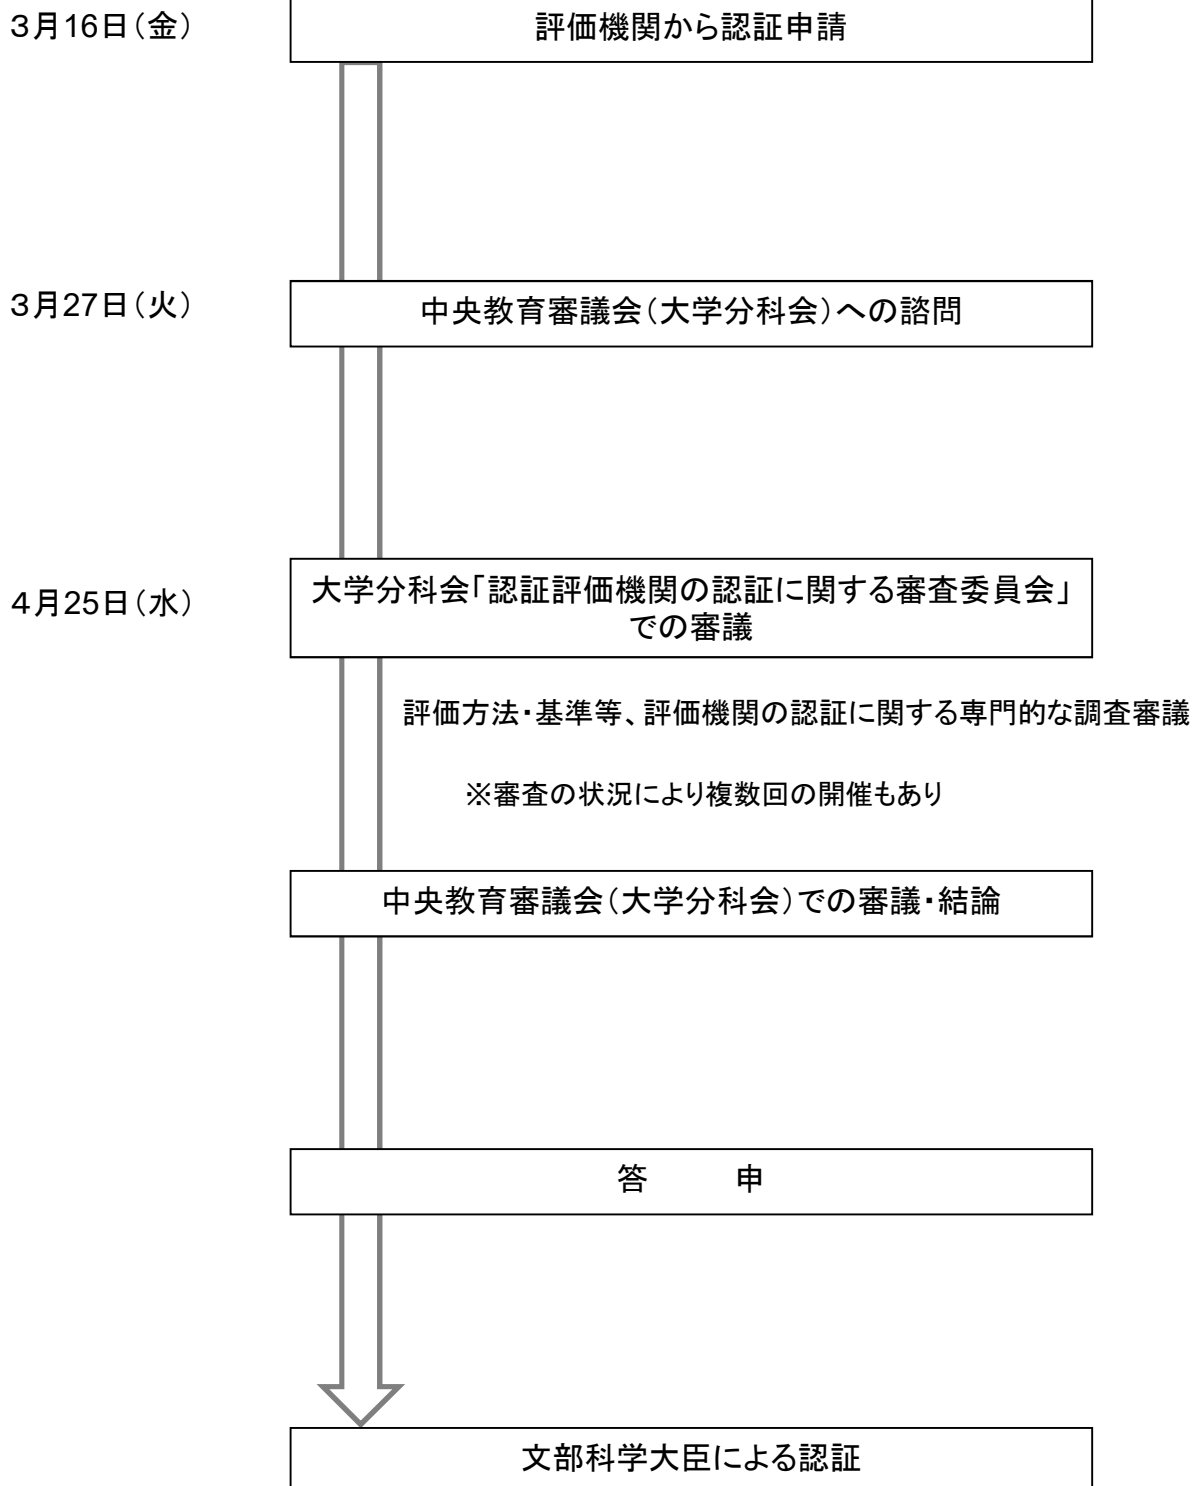 ３月16日（金）
評価機関から認証申請
３月27日（火）
中央教育審議会（大学分科会）への諮問
４月25日（水）
大学分科会「認証評価機関の認証に関する審査委員会」
での審議
評価方法・基準等、評価機関の認証に関する専門的な調査審議
※審査の状況により複数回の開催もあり
中央教育審議会（大学分科会）での審議・結論
答　　申
文部科学大臣による認証